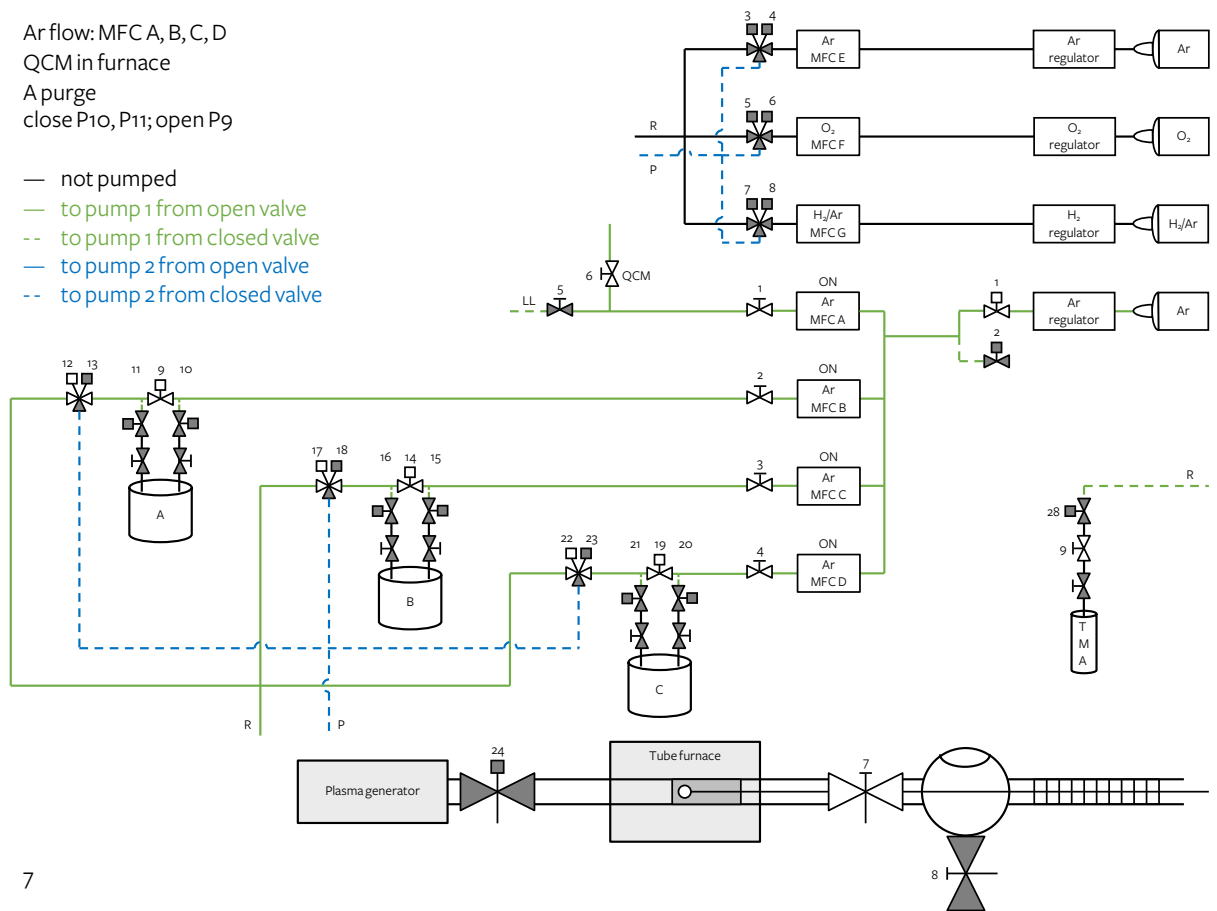 Ar flow: MFC A, B, C, D
QCM in furnace
A purge
close P10, P11; open P9
— not pumped
— to pump 1 from open valve
-- to pump 1 from closed valve
— to pump 2 from open valve
-- to pump 2 from closed valve
3 4
Ar
MFC E
Ar
regulator
Ar
5 6
R
O₂
MFC F
O₂
regulator
O₂
P
7 8
H₂/Ar
MFC G
H₂
regulator
H₂/Ar
6 QCM
LL
5
1
ON
Ar
MFC A
1
Ar
regulator
Ar
2
12 13
11 9 10
2
ON
Ar
MFC B
A
17 18
16 14 15
3
ON
Ar
MFC C
R
28
9
B
22 23
21 19 20
4
ON
Ar
MFC D
T
M
A
C
R
P
24
Plasma generator
Tube furnace
7
8
7